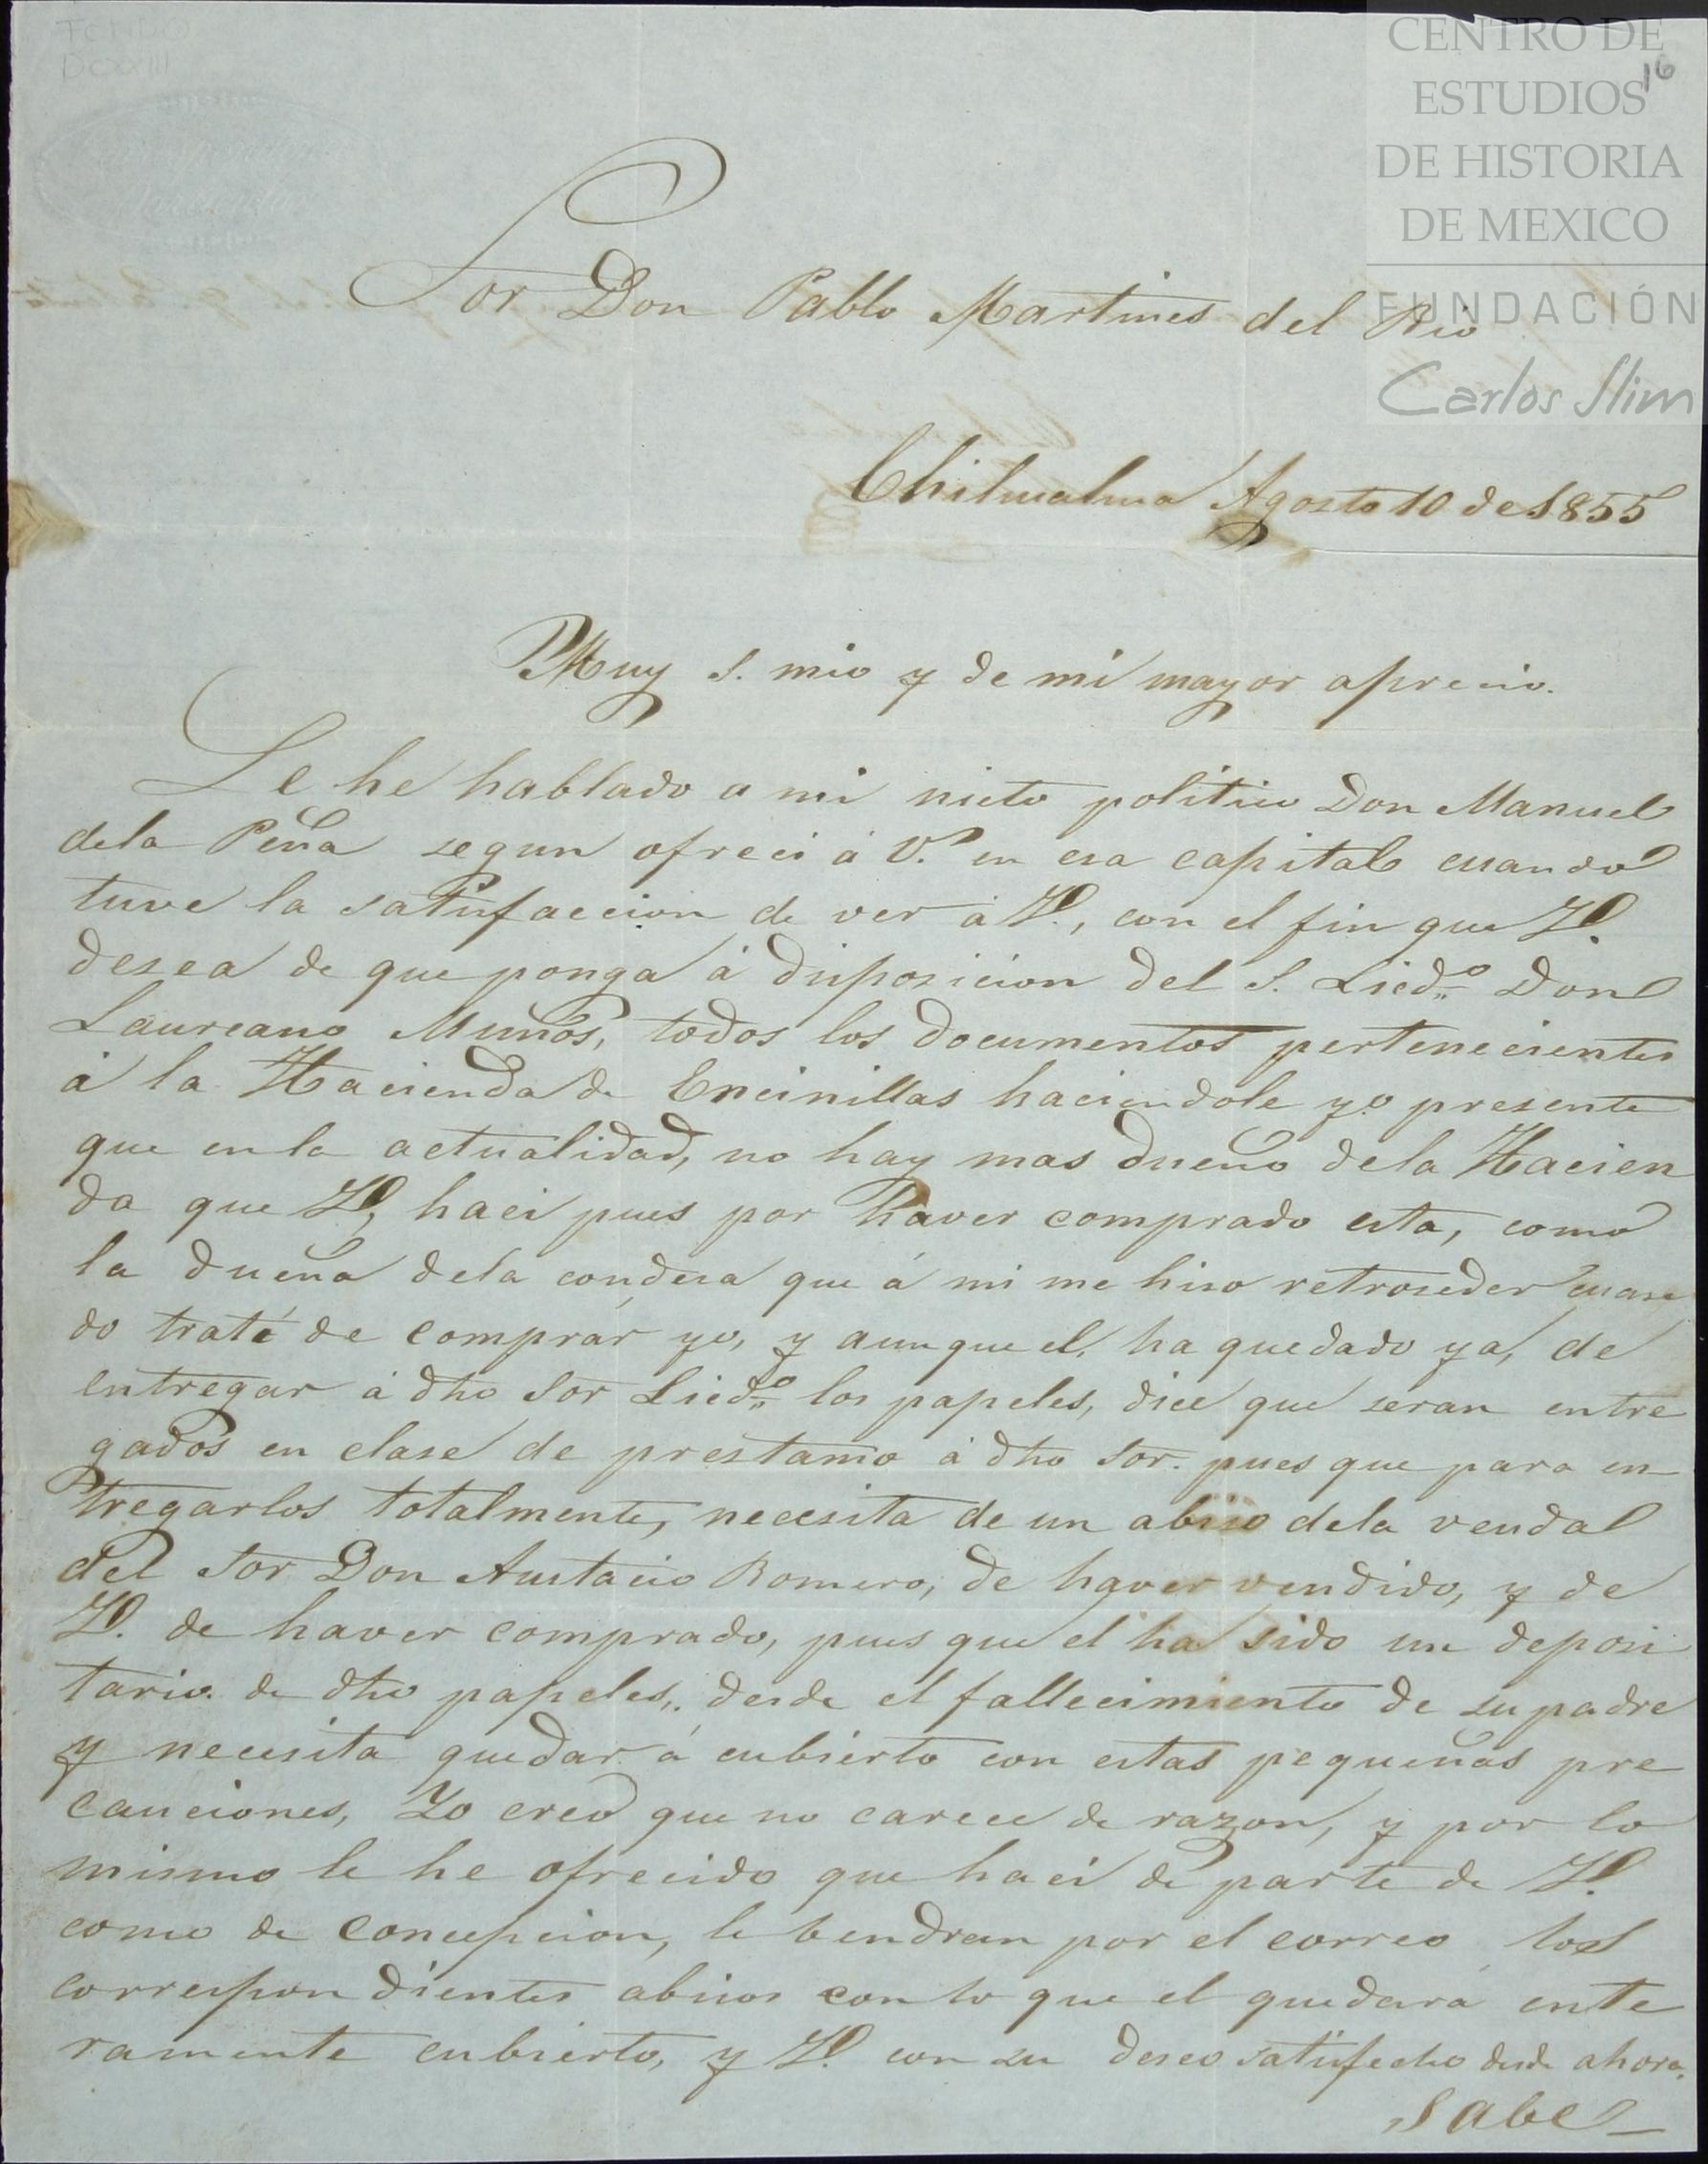 CENTRO DE
ESTUDIOS
DE HISTORIA
DE MEXICO
FUNDACIÓN
Carlos Slim
16
FONDO
DCXXIII
Sor Don Pablo Martines del Rio
Chihuahua Agosto 10 de 1855
Muy S. mio y de mi mayor aprecio.
Le he hablado a mi nieto politico Don Manuel
dela Peña segun ofreci á V. en esa capital cuando
tuve la satisfaccion de ver á V., con el fin que V.
desea de que ponga á disposicion del S. Licdo. Don
Laureano Muños, todos los documentos pertenecientes
á la Hacienda de Encinillas haciendole yo presente
que en la actualidad, no hay mas dueño dela Hacien
da que V, haci pues por haver comprado esta, como
la dueña dela condesa que á mi me hiso retroseder cuan
do traté de comprar yo, y aunque el, ha quedado ya, de
entregar á dho Sor Licdo. los papeles, dice que seran entre
gados en clase de prestamo á dho Sor. pues que para en-
tregarlos totalmente, necesita de un abiso dela venda
del Sor Don Austacio Romero, de haver vendido, y de
V. de haver comprado, pues que el ha sido un deposi
tario de dho papeles, desde el fallecimiento de su padre
y necesita quedar á cubierto con estas pequeñas pre
cauciones, Yo creo que no carece de razon, y por lo
mismo le he ofrecido que haci de parte de V.
como de Concepcion, le bendran por el correo los
correspondientes abisos con lo que el quedará ente
ramente cubierto, y V. con su deseo satisfecho desde ahora.
Sabe